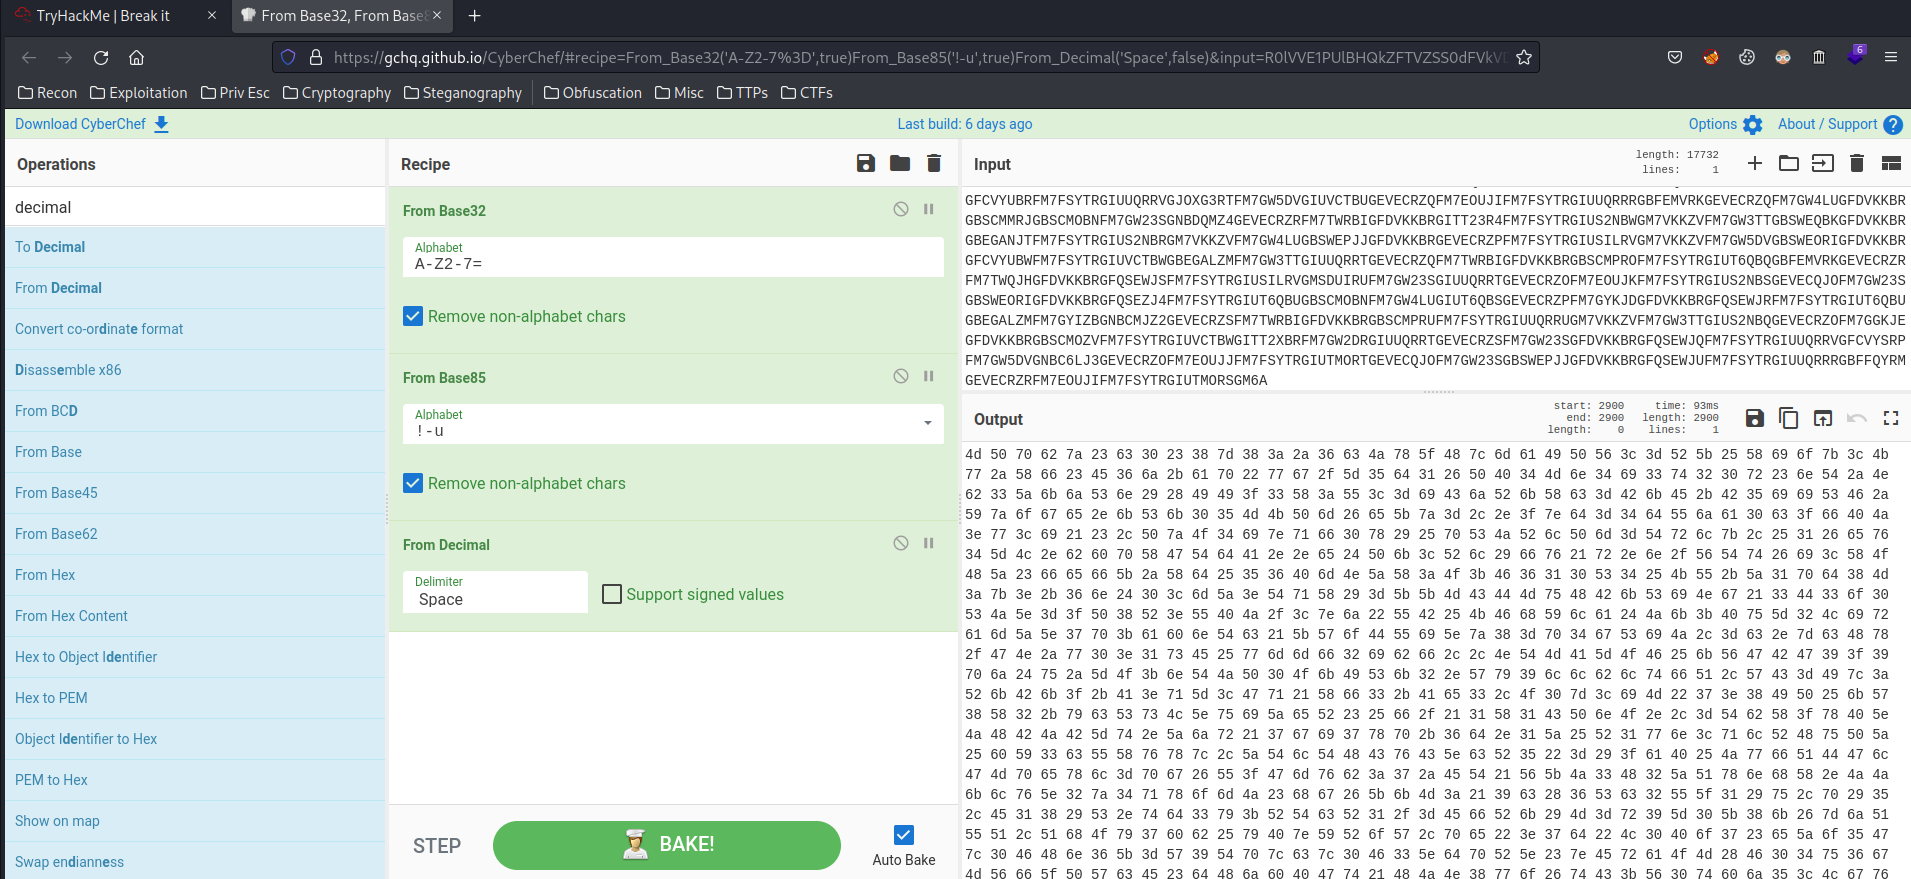 TryHackMe | Break it
From Base32, From Base8
https://gchq.github.io/CyberChef/#recipe=From_Base32('A-Z2-7%3D',true)From_Base85('!-u',true)From_Decimal('Space',false)&input=R0lVVE1PUlBHQkZFTVZSS0dFVkV
6
Recon
Exploitation
Priv Esc
Cryptography
Steganography
Obfuscation
Misc
TTPs
CTFs
Download CyberChef
Last build: 6 days ago
Options
About / Support
Operations
decimal
To Decimal
From Decimal
Convert co-ordinate format
Disassemble x86
From BCD
From Base
From Base45
From Base62
From Hex
From Hex Content
Hex to Object Identifier
Hex to PEM
Object Identifier to Hex
PEM to Hex
Show on map
Swap endianness
Recipe
From Base32
Alphabet
A-Z2-7=
Remove non-alphabet chars
From Base85
Alphabet
!-u
Remove non-alphabet chars
From Decimal
Delimiter
Space
Support signed values
STEP
BAKE!
Auto Bake
Input
length: 17732
lines: 1
GFCVYUBRFM7FSYTRGIUUQRRVGJOXG3RTFM7GW5DVGIUVCTBUGEVECRZQFM7EOUJIFM7FSYTRGIUUQRRRGBFEMVRKGEVECRZQFM7GW4LUGFDVKKBR
GBSCMMRJGBSCMOBNFM7GW23SGNBDQMZ4GEVECRZRFM7TWRBIGFDVKKBRGITT23R4FM7FSYTRGIUS2NBWGM7VKKZVFM7GW3TTGBSWEQBKGFDVKKBR
GBEGANJTFM7FSYTRGIUS2NBRGM7VKKZVFM7GW4LUGBSWEPJJGFDVKKBRGEVECRZPFM7FSYTRGIUSILRVGM7VKKZVFM7GW5DVGBSWEORIGFDVKKBR
GFCVYUBWFM7FSYTRGIUVCTBWGBEGALZMFM7GW3TTGIUUQRRTGEVECRZQFM7TWRBIGFDVKKBRGBSCMPROFM7FSYTRGIUT6QBQGBFEMVRKGEVECRZR
FM7TWQJHGFDVKKBRGFQSEWJSFM7FSYTRGIUSILRVGMSDUIRUFM7GW23SGIUUQRRTGEVECRZOFM7EOUJKFM7FSYTRGIUS2NBSGEVECQJOFM7GW23S
GBSWEORIGFDVKKBRGFQSEZJ4FM7FSYTRGIUT6QBUGBSCMOBNFM7GW4LUGIUT6QBSGEVECRZPFM7GYKJDGFDVKKBRGFQSEWJRFM7FSYTRGIUT6QBU
GBEGALZMFM7GYIZBGNBCMJZ2GEVECRZSFM7TWRBIGFDVKKBRGBSCMPRUFM7FSYTRGIUUQRRUGM7VKKZVFM7GW3TTGIUS2NBQGEVECRZOFM7GGKJE
GFDVKKBRGBSCMOZVFM7FSYTRGIUVCTBWGITT2XBRFM7GW2DRGIUUQRRTGEVECRZSFM7GW23SGFDVKKBRGFQSEWJQFM7FSYTRGIUUQRRVGFCVYSRP
FM7GW5DVGNBC6LJ3GEVECRZOFM7EOUJJFM7FSYTRGIUTMORTGEVECQJOFM7GW23SGBSWEPJJGFDVKKBRGFQSEWJUFM7FSYTRGIUUQRRRGBFFQYRM
GEVECRZRFM7EOUJIFM7FSYTRGIUTMORSGM6A
Output
start: 2900
end: 2900
length: 0
time: 93ms
length: 2900
lines: 1
4d 50 70 62 7a 23 63 30 23 38 7d 38 3a 2a 36 63 4a 78 5f 48 7c 6d 61 49 50 56 3c 3d 52 5b 25 58 69 6f 7b 3c 4b
77 2a 58 66 23 45 36 6a 2b 61 70 22 77 67 2f 5d 35 64 31 26 50 40 34 4d 6e 34 69 33 74 32 30 72 23 6e 54 2a 4e
62 33 5a 6b 6a 53 6e 29 28 49 49 3f 33 58 3a 55 3c 3d 69 43 6a 52 6b 58 63 3d 42 6b 45 2b 42 35 69 69 53 46 2a
59 7a 6f 67 65 2e 6b 53 6b 30 35 4d 4b 50 6d 26 65 5b 7a 3d 2c 2e 3f 7e 64 3d 34 64 55 6a 61 30 63 3f 66 40 4a
3e 77 3c 69 21 23 2c 50 7a 4f 34 69 7e 71 66 30 78 29 25 70 53 4a 52 6c 50 6d 3d 54 72 6c 7b 2c 25 31 26 65 76
34 5d 4c 2e 62 60 70 58 47 54 64 41 2e 2e 65 24 50 6b 3c 52 6c 29 66 76 21 72 2e 6e 2f 56 54 74 26 69 3c 58 4f
48 5a 23 66 65 66 5b 2a 58 64 25 35 36 40 6d 4e 5a 58 3a 4f 3b 46 36 31 30 53 34 25 4b 55 2b 5a 31 70 64 38 4d
3a 7b 3e 2b 36 6e 24 30 3c 6d 5a 3e 54 71 58 29 3d 5b 5b 4d 43 44 4d 75 48 42 6b 53 69 4e 67 21 33 44 33 6f 30
53 4a 5e 3d 3f 50 38 52 3e 55 40 4a 2f 3c 7e 6a 22 55 42 25 4b 46 68 59 6c 61 24 4a 6b 3b 40 75 5d 32 4c 69 72
61 6d 5a 5e 37 70 3b 61 60 6e 54 63 21 5b 57 6f 44 55 69 5e 7a 38 3d 70 34 67 53 69 4a 2c 3d 63 2e 7d 63 48 78
2f 47 4e 2a 77 30 3e 31 73 45 25 77 6d 6d 66 32 69 62 66 2c 2c 4e 54 4d 41 5d 4f 46 25 6b 56 47 42 47 39 3f 39
70 6a 24 75 2a 5d 4f 3b 6e 54 4a 50 30 4f 6b 49 53 6b 32 2e 57 79 39 6c 6c 62 6c 74 66 51 2c 57 43 3d 49 7c 3a
52 6b 42 6b 3f 2b 41 3e 71 5d 3c 47 71 21 58 66 33 2b 41 65 33 2c 4f 30 7d 3c 69 4d 22 37 3e 38 49 50 25 6b 57
38 58 32 2b 79 63 53 73 4c 5e 75 69 5a 65 52 23 25 66 2f 21 31 58 31 43 50 6e 4f 2e 2c 3d 54 62 58 3f 78 40 5e
4a 48 42 4a 42 5d 74 2e 5a 6a 72 21 37 67 69 37 78 70 2b 36 64 2e 31 5a 25 52 31 77 6e 3c 71 6c 52 48 75 50 5a
25 60 59 33 63 55 58 76 78 7c 2c 5a 54 6c 54 48 43 76 43 5e 63 52 35 22 3d 29 3f 61 40 25 4a 77 66 51 44 47 6c
47 4d 70 65 78 6c 3d 70 67 26 55 3f 47 6d 76 62 3a 37 2a 45 54 21 56 5b 4a 33 48 32 5a 51 78 6e 68 58 2e 4a 4a
6b 6c 76 5e 32 7a 34 71 78 6f 6d 4a 23 68 67 26 5b 6b 4d 3a 21 39 63 28 36 53 63 32 55 5f 31 29 75 2c 70 29 35
2c 45 31 38 29 53 2e 74 64 33 79 3b 52 54 63 52 31 2f 3d 45 66 52 6b 29 4d 3d 72 39 5d 30 5b 38 6b 26 7d 6a 51
55 51 2c 51 68 4f 79 37 60 62 25 79 40 7e 59 52 6f 57 2c 70 65 22 3e 37 64 22 4c 30 40 6f 37 23 65 5a 6f 35 47
7c 30 46 48 6e 36 5b 3d 57 39 54 70 7c 63 7c 30 46 33 5e 64 70 52 5e 23 7e 45 72 61 4f 4d 28 46 30 34 75 36 67
4d 56 66 5f 50 57 63 45 23 64 48 6a 60 40 47 74 21 48 4a 4e 38 77 6f 26 74 43 3b 56 30 74 60 6a 35 3c 4c 67 76